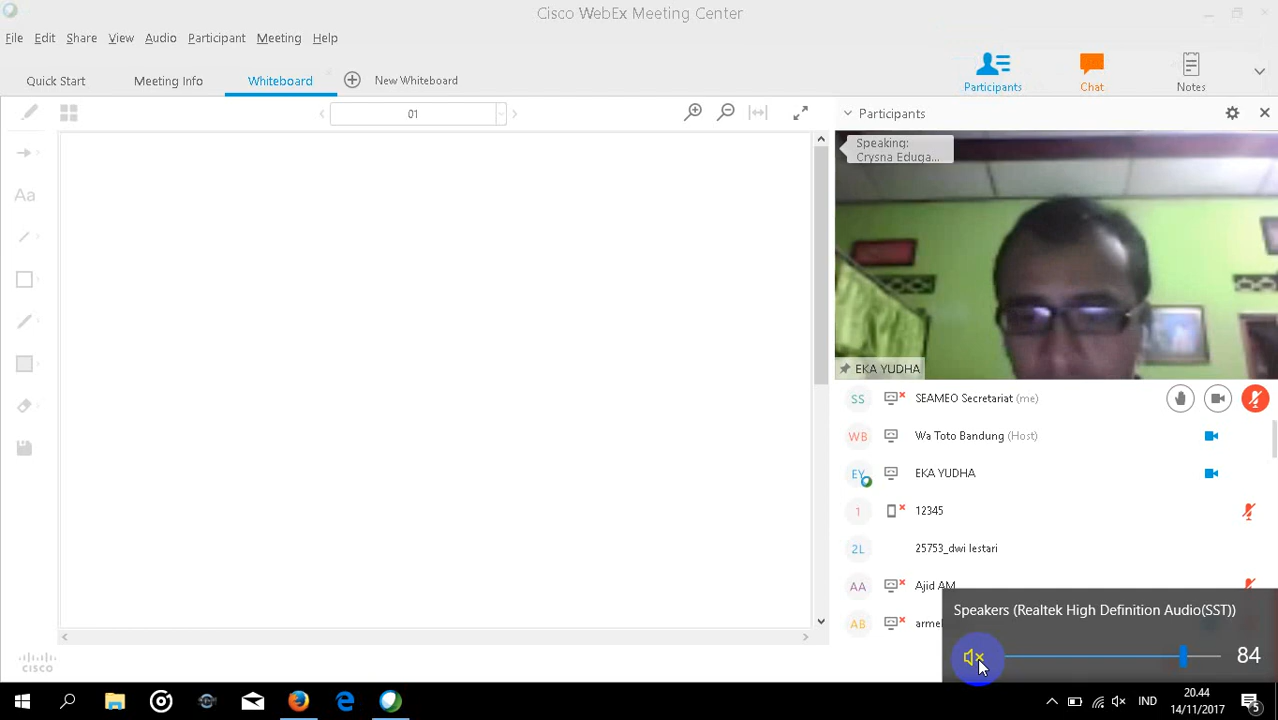 Cisco WebEx Meeting Center
File Edit Share View Audio Participant Meeting Help
Quick Start Meeting Info Whiteboard New Whiteboard
Participants Chat Notes
01
Participants
Aa
Speaking:
Crysna Eduga...
EKA YUDHA
SS SEAMEO Secretariat (me)
WB Wa Toto Bandung (Host)
EY EKA YUDHA
1 12345
2L 25753_dwi lestari
AA Ajid AM
AB
Speakers (Realtek High Definition Audio(SST))
84
cisco
IND
20.44
14/11/2017
5